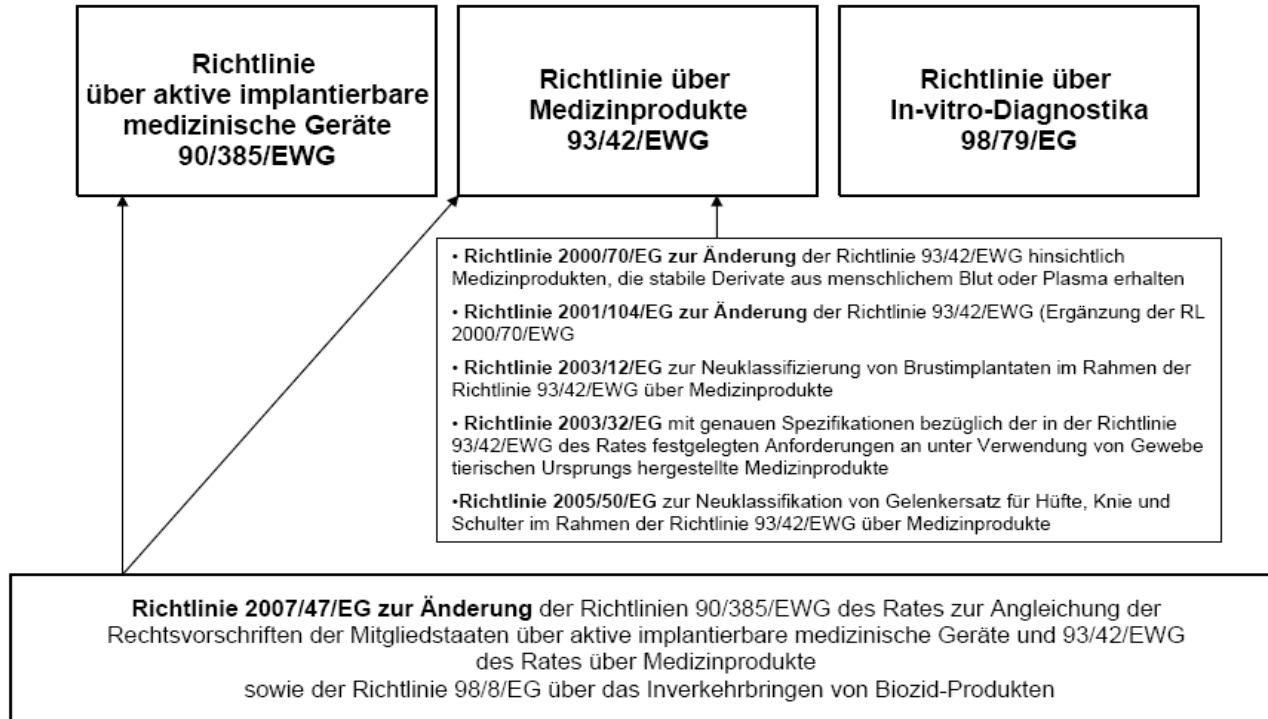 Richtlinie
über aktive implantierbare
medizinische Geräte
90/385/EWG
Richtlinie über
Medizinprodukte
93/42/EWG
Richtlinie über
In-vitro-Diagnostika
98/79/EG
• Richtlinie 2000/70/EG zur Änderung der Richtlinie 93/42/EWG hinsichtlich
Medizinprodukten, die stabile Derivate aus menschlichem Blut oder Plasma erhalten
• Richtlinie 2001/104/EG zur Änderung der Richtlinie 93/42/EWG (Ergänzung der RL
2000/70/EWG
• Richtlinie 2003/12/EG zur Neuklassifizierung von Brustimplantaten im Rahmen der
Richtlinie 93/42/EWG über Medizinprodukte
• Richtlinie 2003/32/EG mit genauen Spezifikationen bezüglich der in der Richtlinie
93/42/EWG des Rates festgelegten Anforderungen an unter Verwendung von Gewebe
tierischen Ursprungs hergestellte Medizinprodukte
•Richtlinie 2005/50/EG zur Neuklassifikation von Gelenkersatz für Hüfte, Knie und
Schulter im Rahmen der Richtlinie 93/42/EWG über Medizinprodukte
Richtlinie 2007/47/EG zur Änderung der Richtlinien 90/385/EWG des Rates zur Angleichung der
Rechtsvorschriften der Mitgliedstaaten über aktive implantierbare medizinische Geräte und 93/42/EWG
des Rates über Medizinprodukte
sowie der Richtlinie 98/8/EG über das Inverkehrbringen von Biozid-Produkten